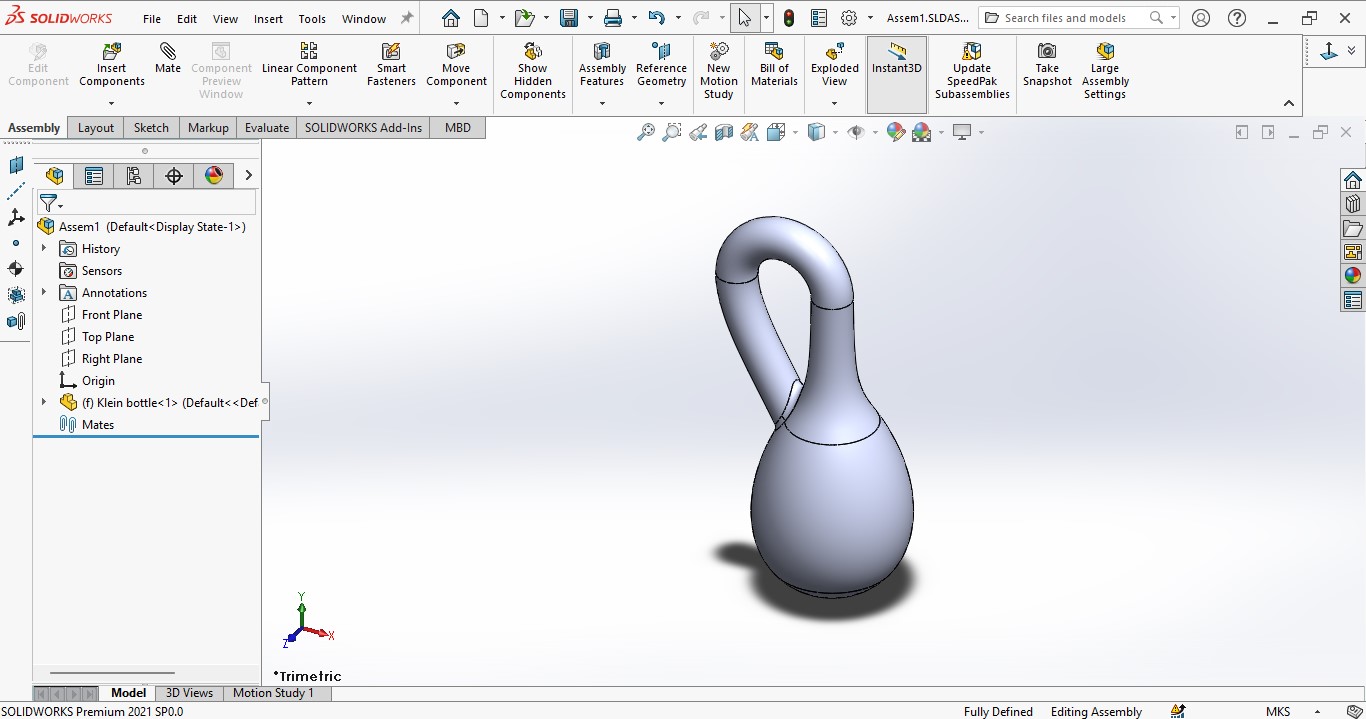 SOLIDWORKS File Edit View Insert Tools Window Assem1.SLDAS... Search files and models
Edit Component
Insert Components
Mate
Component Preview Window
Linear Component Pattern
Smart Fasteners
Move Component
Show Hidden Components
Assembly Features
Reference Geometry
New Motion Study
Bill of Materials
Exploded View
Instant3D
Update SpeedPak Subassemblies
Take Snapshot
Large Assembly Settings
Assembly Layout Sketch Markup Evaluate SOLIDWORKS Add-Ins MBD
Assem1 (Default<Display State-1>)
History
Sensors
A Annotations
Front Plane
Top Plane
Right Plane
Origin
(f) Klein bottle<1> (Default<<Def
Mates
Y
X
Z
*Trimetric
Model 3D Views Motion Study 1
SOLIDWORKS Premium 2021 SP0.0 Fully Defined Editing Assembly MKS